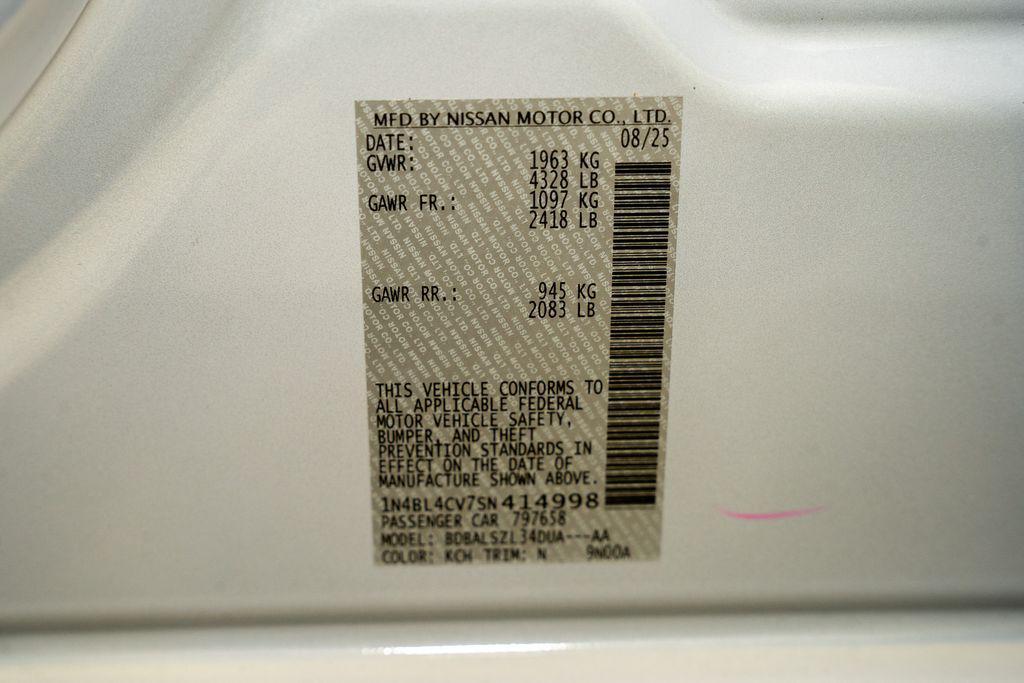 MFD BY NISSAN MOTOR CO., LTD.
DATE: 08/25
GVWR: 1963 KG
4328 LB
GAWR FR.: 1097 KG
2418 LB
GAWR RR.: 945 KG
2083 LB
THIS VEHICLE CONFORMS TO
ALL APPLICABLE FEDERAL
MOTOR VEHICLE SAFETY,
BUMPER, AND THEFT
PREVENTION STANDARDS IN
EFFECT ON THE DATE OF
MANUFACTURE SHOWN ABOVE.
1N4BL4CV7SN414998
PASSENGER CAR 797658
MODEL: BDBALSZL34DUA---AA
COLOR: KCH TRIM: N 9N00A